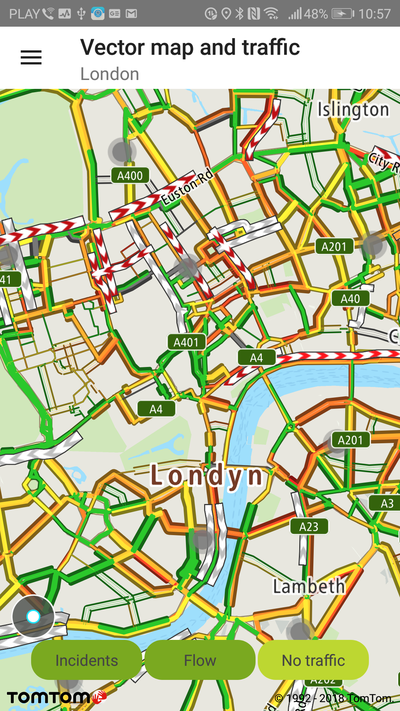 PLAY 48% 10:57
Vector map and traffic
London
Islington
City R
A400
Euston Rd
A201
41
A40
A401
A4
A4
A201
Londyn
A3
A23
Lambeth
Incidents
Flow
No traffic
A202
TOMTOM
© 1992 - 2018 TomTom.